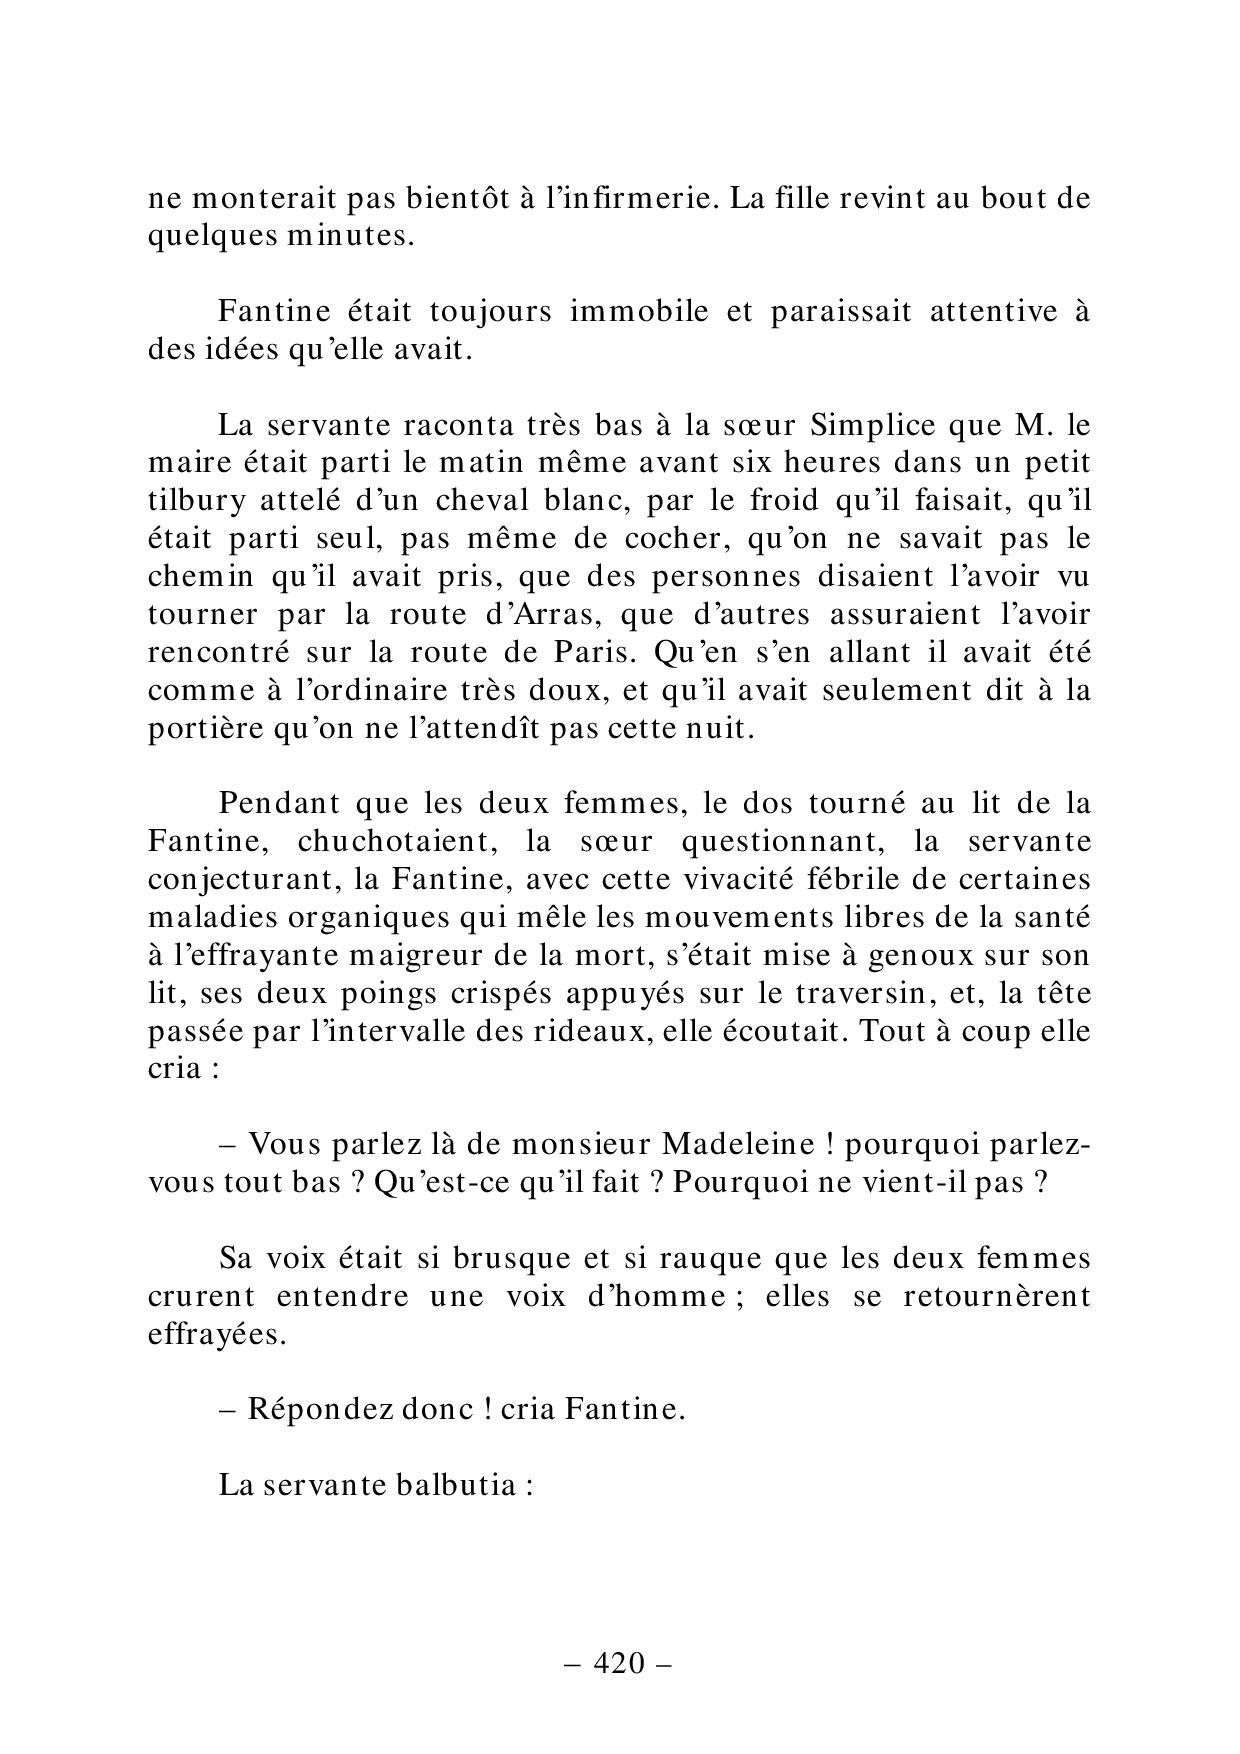 ne monterait pas bientôt à l’infirmerie. La fille revint au bout de
quelques minutes.
Fantine était toujours immobile et paraissait attentive à
des idées qu’elle avait.
La servante raconta très bas à la sœur Simplice que M. le
maire était parti le matin même avant six heures dans un petit
tilbury attelé d’un cheval blanc, par le froid qu’il faisait, qu’il
était parti seul, pas même de cocher, qu’on ne savait pas le
chemin qu’il avait pris, que des personnes disaient l’avoir vu
tourner par la route d’Arras, que d’autres assuraient l’avoir
rencontré sur la route de Paris. Qu’en s’en allant il avait été
comme à l’ordinaire très doux, et qu’il avait seulement dit à la
portière qu’on ne l’attendît pas cette nuit.
Pendant que les deux femmes, le dos tourné au lit de la
Fantine, chuchotaient, la sœur questionnant, la servante
conjecturant, la Fantine, avec cette vivacité fébrile de certaines
maladies organiques qui mêle les mouvements libres de la santé
à l’effrayante maigreur de la mort, s’était mise à genoux sur son
lit, ses deux poings crispés appuyés sur le traversin, et, la tête
passée par l’intervalle des rideaux, elle écoutait. Tout à coup elle
cria :
– Vous parlez là de monsieur Madeleine ! pourquoi parlez-
vous tout bas ? Qu’est-ce qu’il fait ? Pourquoi ne vient-il pas ?
Sa voix était si brusque et si rauque que les deux femmes
crurent entendre une voix d’homme ; elles se retournèrent
effrayées.
– Répondez donc ! cria Fantine.
La servante balbutia :
– 420 –